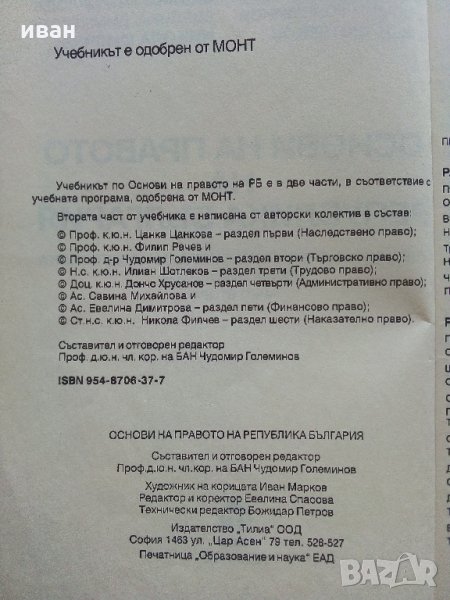 иван
Учебникът е одобрен от МОНТ
Учебникът по Основи на правото на РБ е в две части, в съответствие с
учебната програма, одобрена от МОНТ.
Втората част от учебника е написана от авторски колектив в състав:
© Проф. к.ю.н. Цанка Цанкова – раздел първи (Наследствено право);
© Проф. к.ю.н. Филип Рачев и
© Проф. д-р Чудомир Големинов – раздел втори (Търговско право);
© Н.с. к.ю.н. Илиан Шотлеков – раздел трети (Трудово право);
© Доц. к.ю.н. Дончо Хрусанов – раздел четвърти (Административно право);
© Ас. Савина Михайлова и
© Ас. Евелина Димитрова – раздел пети (Финансово право);
© Ст.н.с. к.ю.н. Никола Филчев – раздел шести (Наказателно право).
Съставител и отговорен редактор
Проф. д.ю.н. чл. кор. на БАН Чудомир Големинов
ISBN 954-8706-37-7
ОСНОВИ НА ПРАВОТО НА РЕПУБЛИКА БЪЛГАРИЯ
Съставител и отговорен редактор
Проф.д.ю.н. чл.кор. на БАН Чудомир Големинов
Художник на корицата Иван Марков
Редактор и коректор Евелина Спасова
Технически редактор Божидар Петров
Издателство „Тилиа" ООД
София 1463 ул. „Цар Асен" 79 тел. 526-527
Печатница „Образование и наука" ЕАД
BAZAR.bg